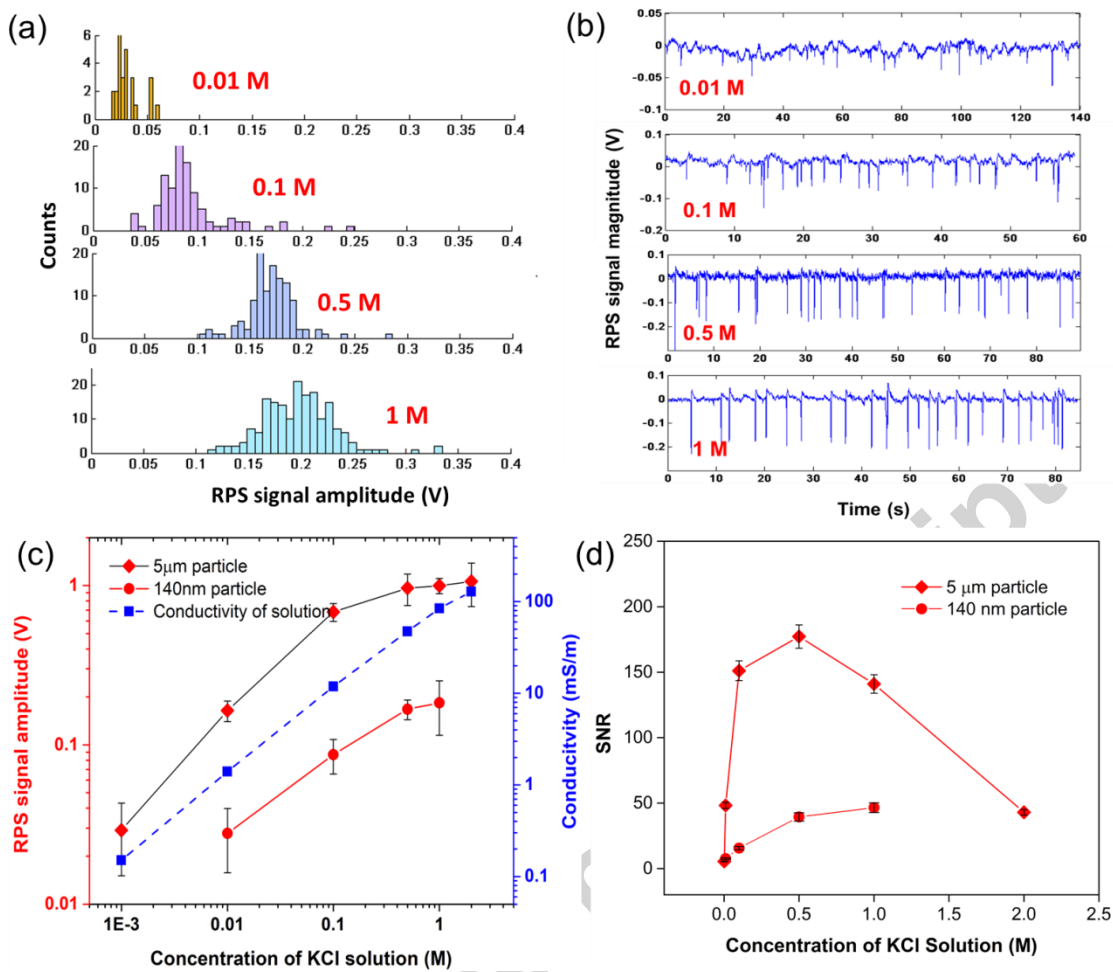 (a)
6
4
2
0
0.01 M
0 0.05 0.1 0.15 0.2 0.25 0.3 0.35 0.4
20
10
0
0.1 M
0 0.05 0.1 0.15 0.2 0.25 0.3 0.35 0.4
Counts
20
10
0
0.5 M
0 0.05 0.1 0.15 0.2 0.25 0.3 0.35 0.4
20
10
0
1 M
0 0.05 0.1 0.15 0.2 0.25 0.3 0.35 0.4
RPS signal amplitude (V)
(b)
0.05
0
-0.05
-0.1
0.01 M
0 20 40 60 80 100 120 140
0.1
0
-0.1
-0.2
0.1 M
0 10 20 30 40 50 60
RPS signal magnitude (V)
0.1
0
-0.1
-0.2
0.5 M
0 10 20 30 40 50 60 70 80
0.1
0
-0.1
-0.2
1 M
0 10 20 30 40 50 60 70 80
Time (s)
(c)
5μm particle
140nm particle
Conductivity of solution
1
0.1
0.01
RPS signal amplitude (V)
100
10
1
0.1
Conducitvity (mS/m)
1E-3 0.01 0.1 1
Concentration of KCl solution (M)
(d)
250
200
150
100
50
0
SNR
5 μm particle
140 nm particle
0.0 0.5 1.0 1.5 2.0 2.5
Concentration of KCl Solution (M)